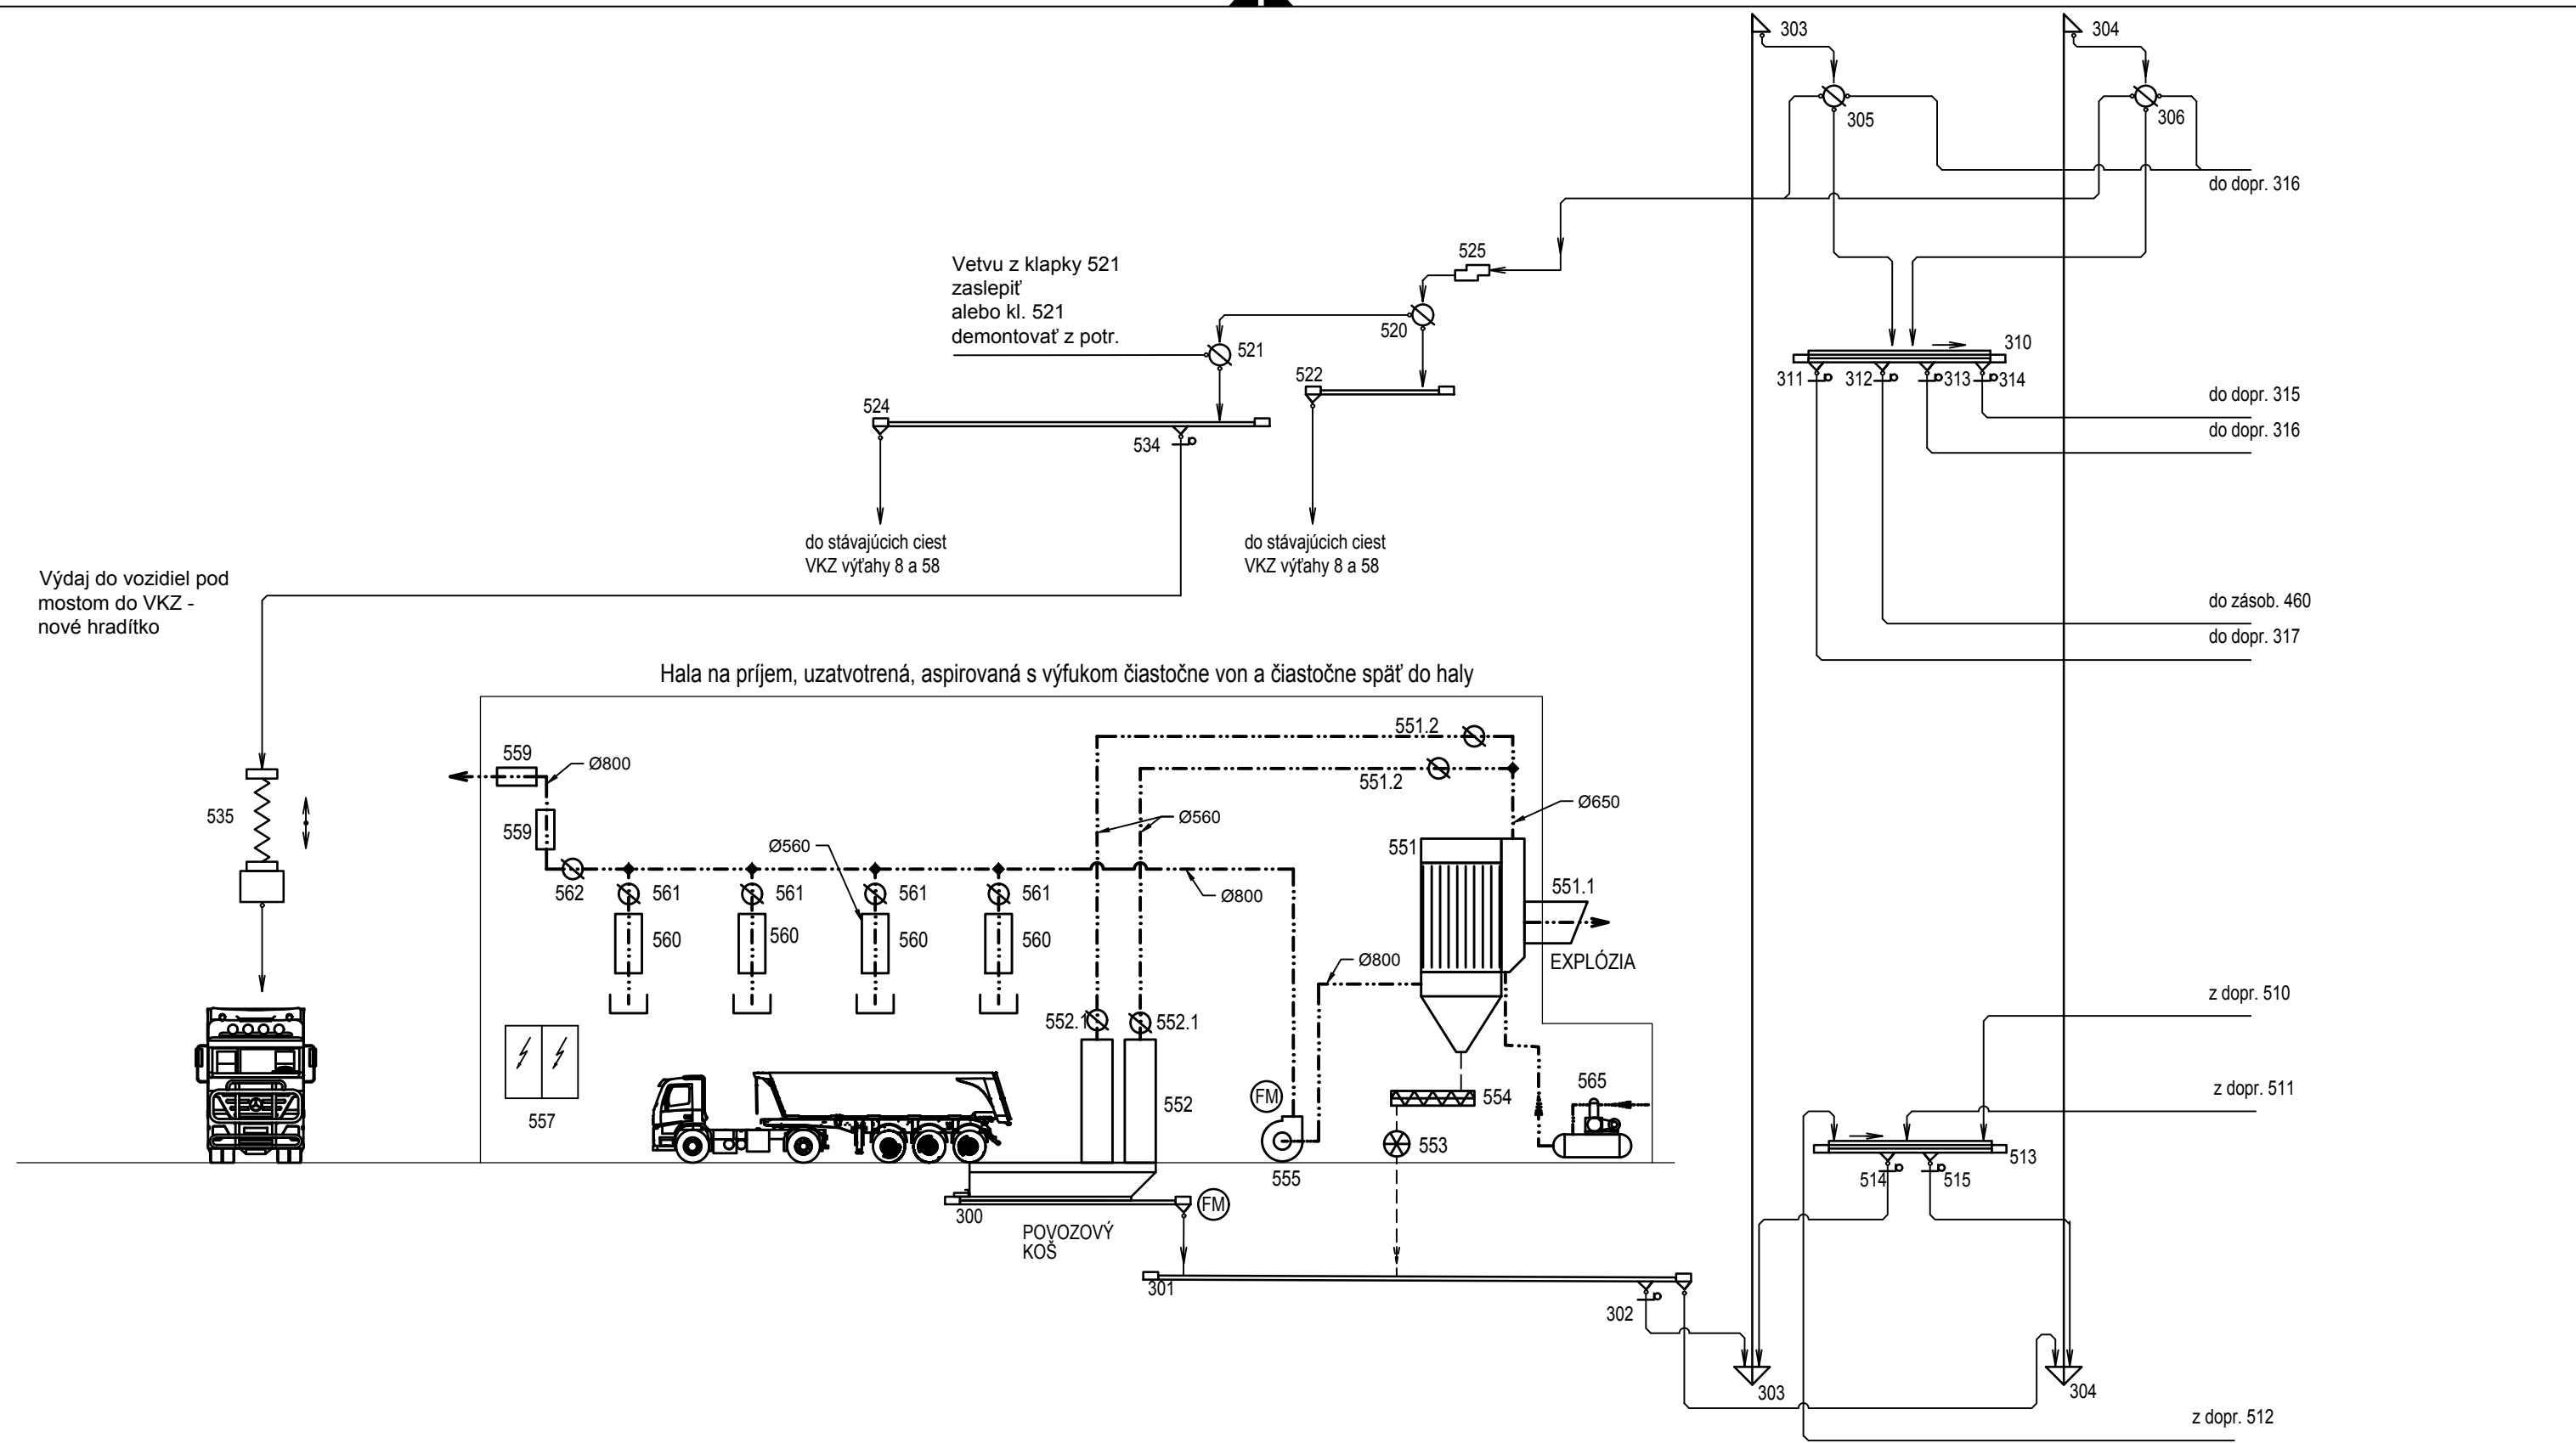 303
304
305
306
do dopr. 316
525
Vetvu z klapky 521
zaslepiť
alebo kl. 521
demontovať z potr.
520
521
310
522
311
312
313
314
524
do dopr. 315
534
do dopr. 316
do stávajúcich ciest
VKZ výťahy 8 a 58
do stávajúcich ciest
VKZ výťahy 8 a 58
Výdaj do vozidiel pod
mostom do VKZ -
nové hradítko
do zásob. 460
do dopr. 317
Hala na príjem, uzatvotrená, aspirovaná s výfukom čiastočne von a čiastočne späť do haly
551.2
559
Ø800
551.2
535
559
Ø560
Ø650
Ø560
551
562
561
561
561
561
Ø800
551.1
560
560
560
560
Ø800
EXPLÓZIA
z dopr. 510
552.1
552.1
557
552
FM
554
565
z dopr. 511
553
555
513
514
515
300
FM
POVOZOVÝ
KOŠ
301
302
303
304
z dopr. 512